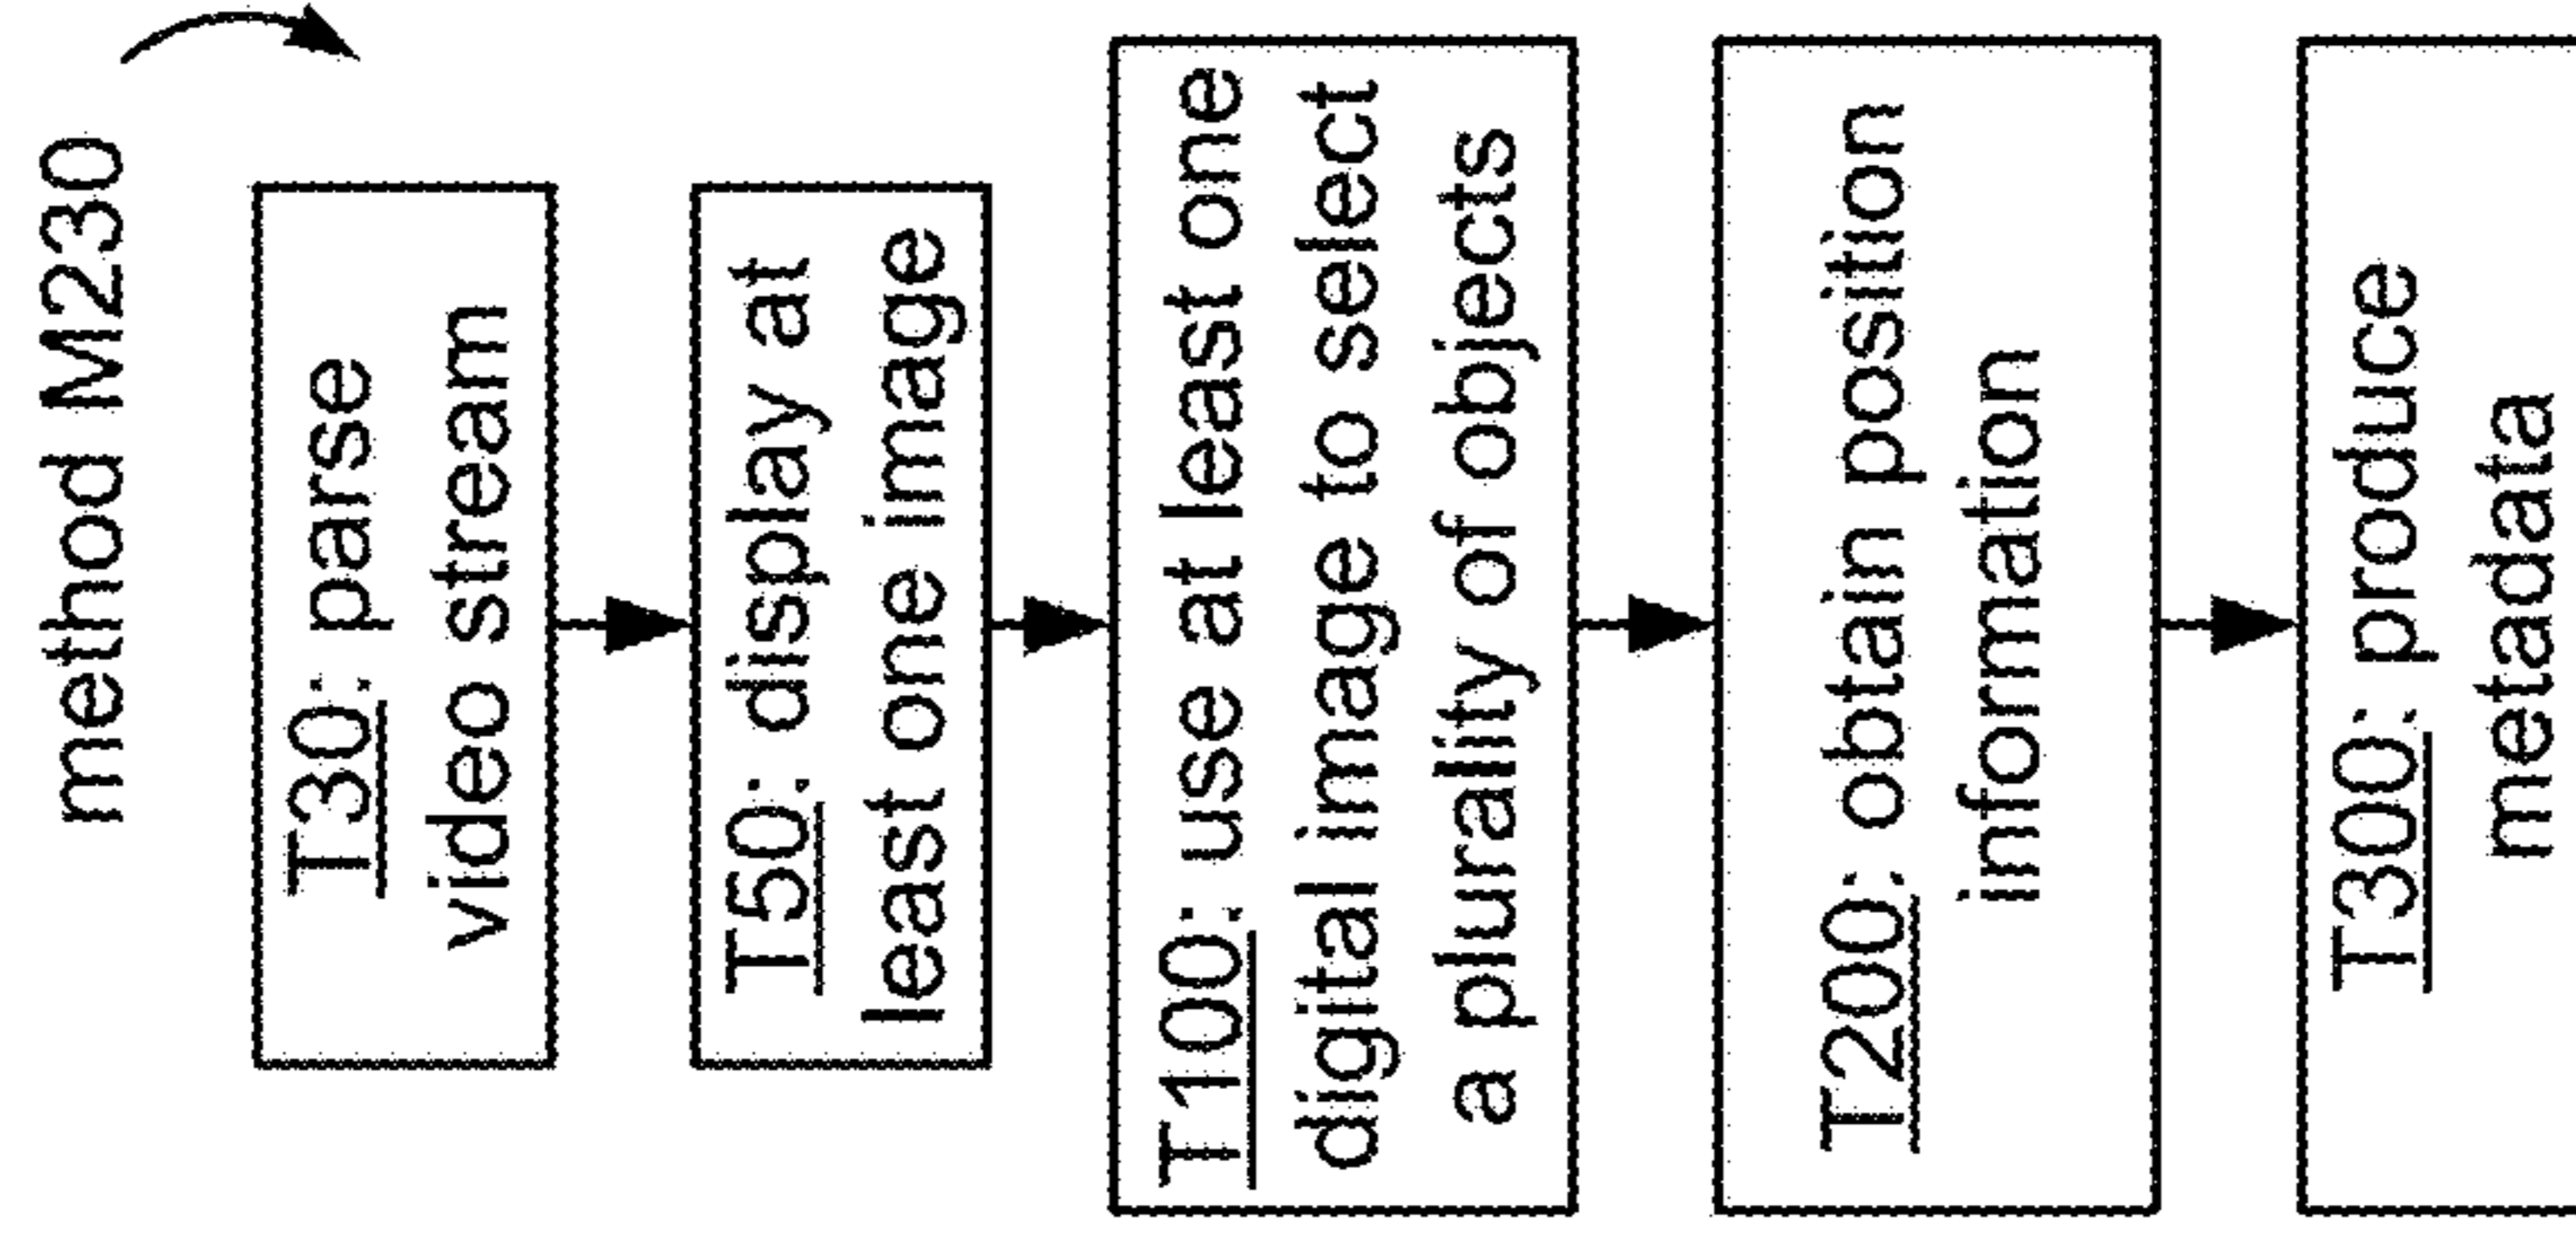 method M230
T30: parse
video stream
T50: display at
least one image
T100: use at least one
digital image to select
a plurality of objects
T200: obtain position
information
T300: produce
metadata